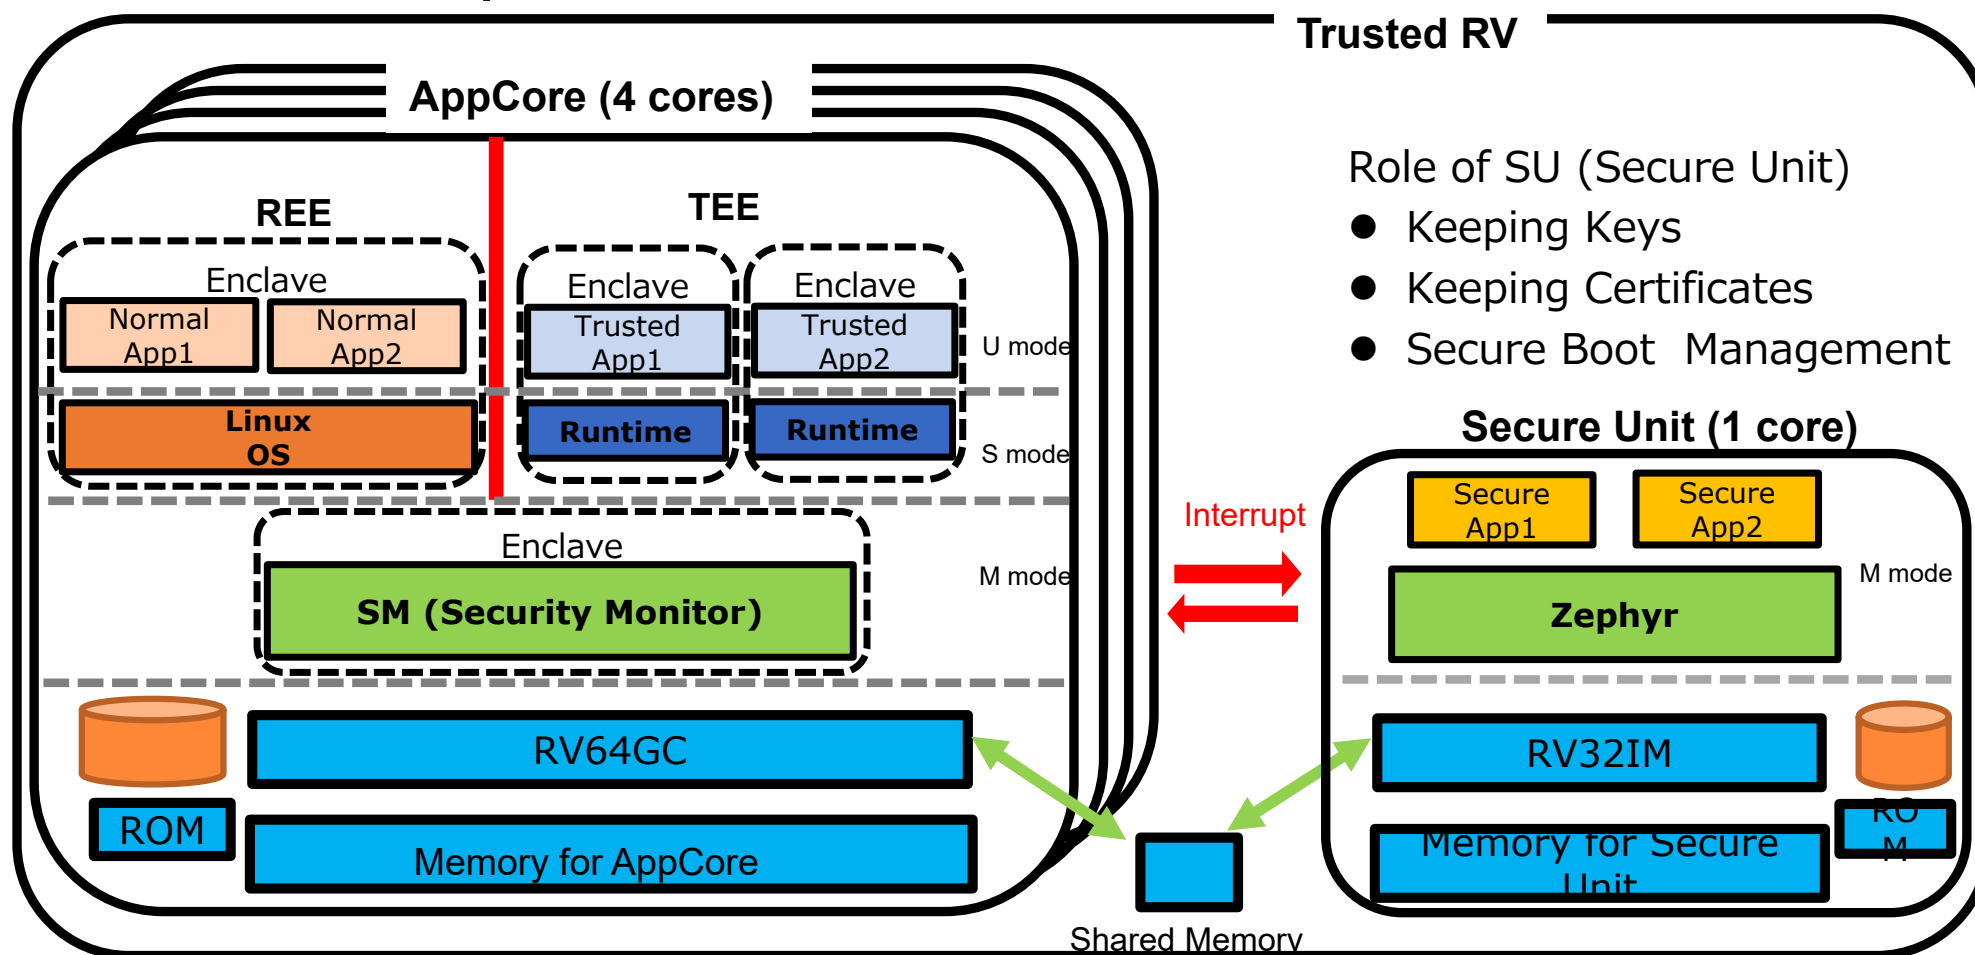 Trusted RV
AppCore (4 cores)
REE
TEE
Enclave
Normal
App1
Normal
App2
Enclave
Trusted
App1
Enclave
Trusted
App2
U mode
Linux
OS
Runtime
Runtime
S mode
Enclave
SM (Security Monitor)
M mode
RV64GC
ROM
Memory for AppCore
Interrupt
Shared Memory
Role of SU (Secure Unit)
● Keeping Keys
● Keeping Certificates
● Secure Boot Management
Secure Unit (1 core)
Secure
App1
Secure
App2
Zephyr
M mode
RV32IM
RO
M
Memory for Secure
Unit